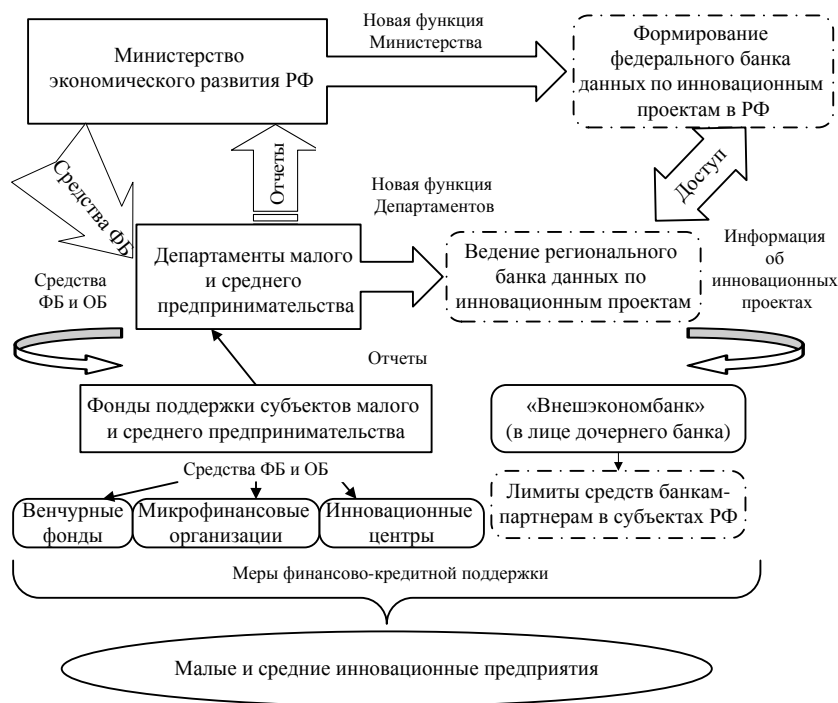 Новая функция
Министерства
Министерство
экономического развития РФ
Формирование
федерального банка
данных по инновационным
проектам в РФ
Средства ФБ
Отчеты
Доступ
Новая функция
Департаментов
Департаменты малого
и среднего
предпринимательства
Ведение регионального
банка данных по
инновационным проектам
Информация
об
инновационных
проектах
Средства
ФБ и ОБ
Отчеты
Фонды поддержки субъектов малого
и среднего предпринимательства
«Внешэкономбанк»
(в лице дочернего банка)
Средства ФБ и ОБ
Венчурные
фонды
Микрофинансовые
организации
Инновационные
центры
Лимиты средств банкам-
партнерам в субъектах РФ
Меры финансово-кредитной поддержки
Малые и средние инновационные предприятия